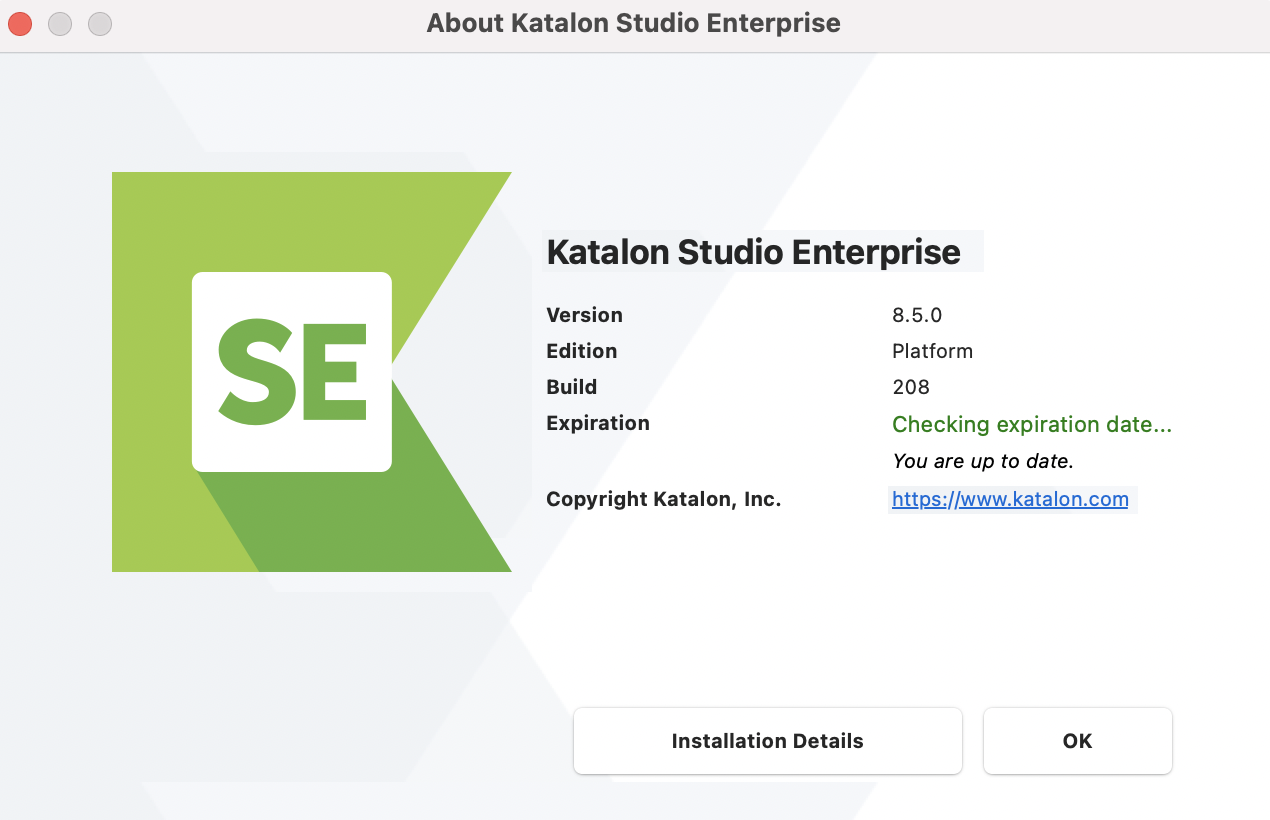 About Katalon Studio Enterprise
SE
Katalon Studio Enterprise
Version 8.5.0
Edition Platform
Build 208
Expiration Checking expiration date...
You are up to date.
Copyright Katalon, Inc. https://www.katalon.com
Installation Details OK